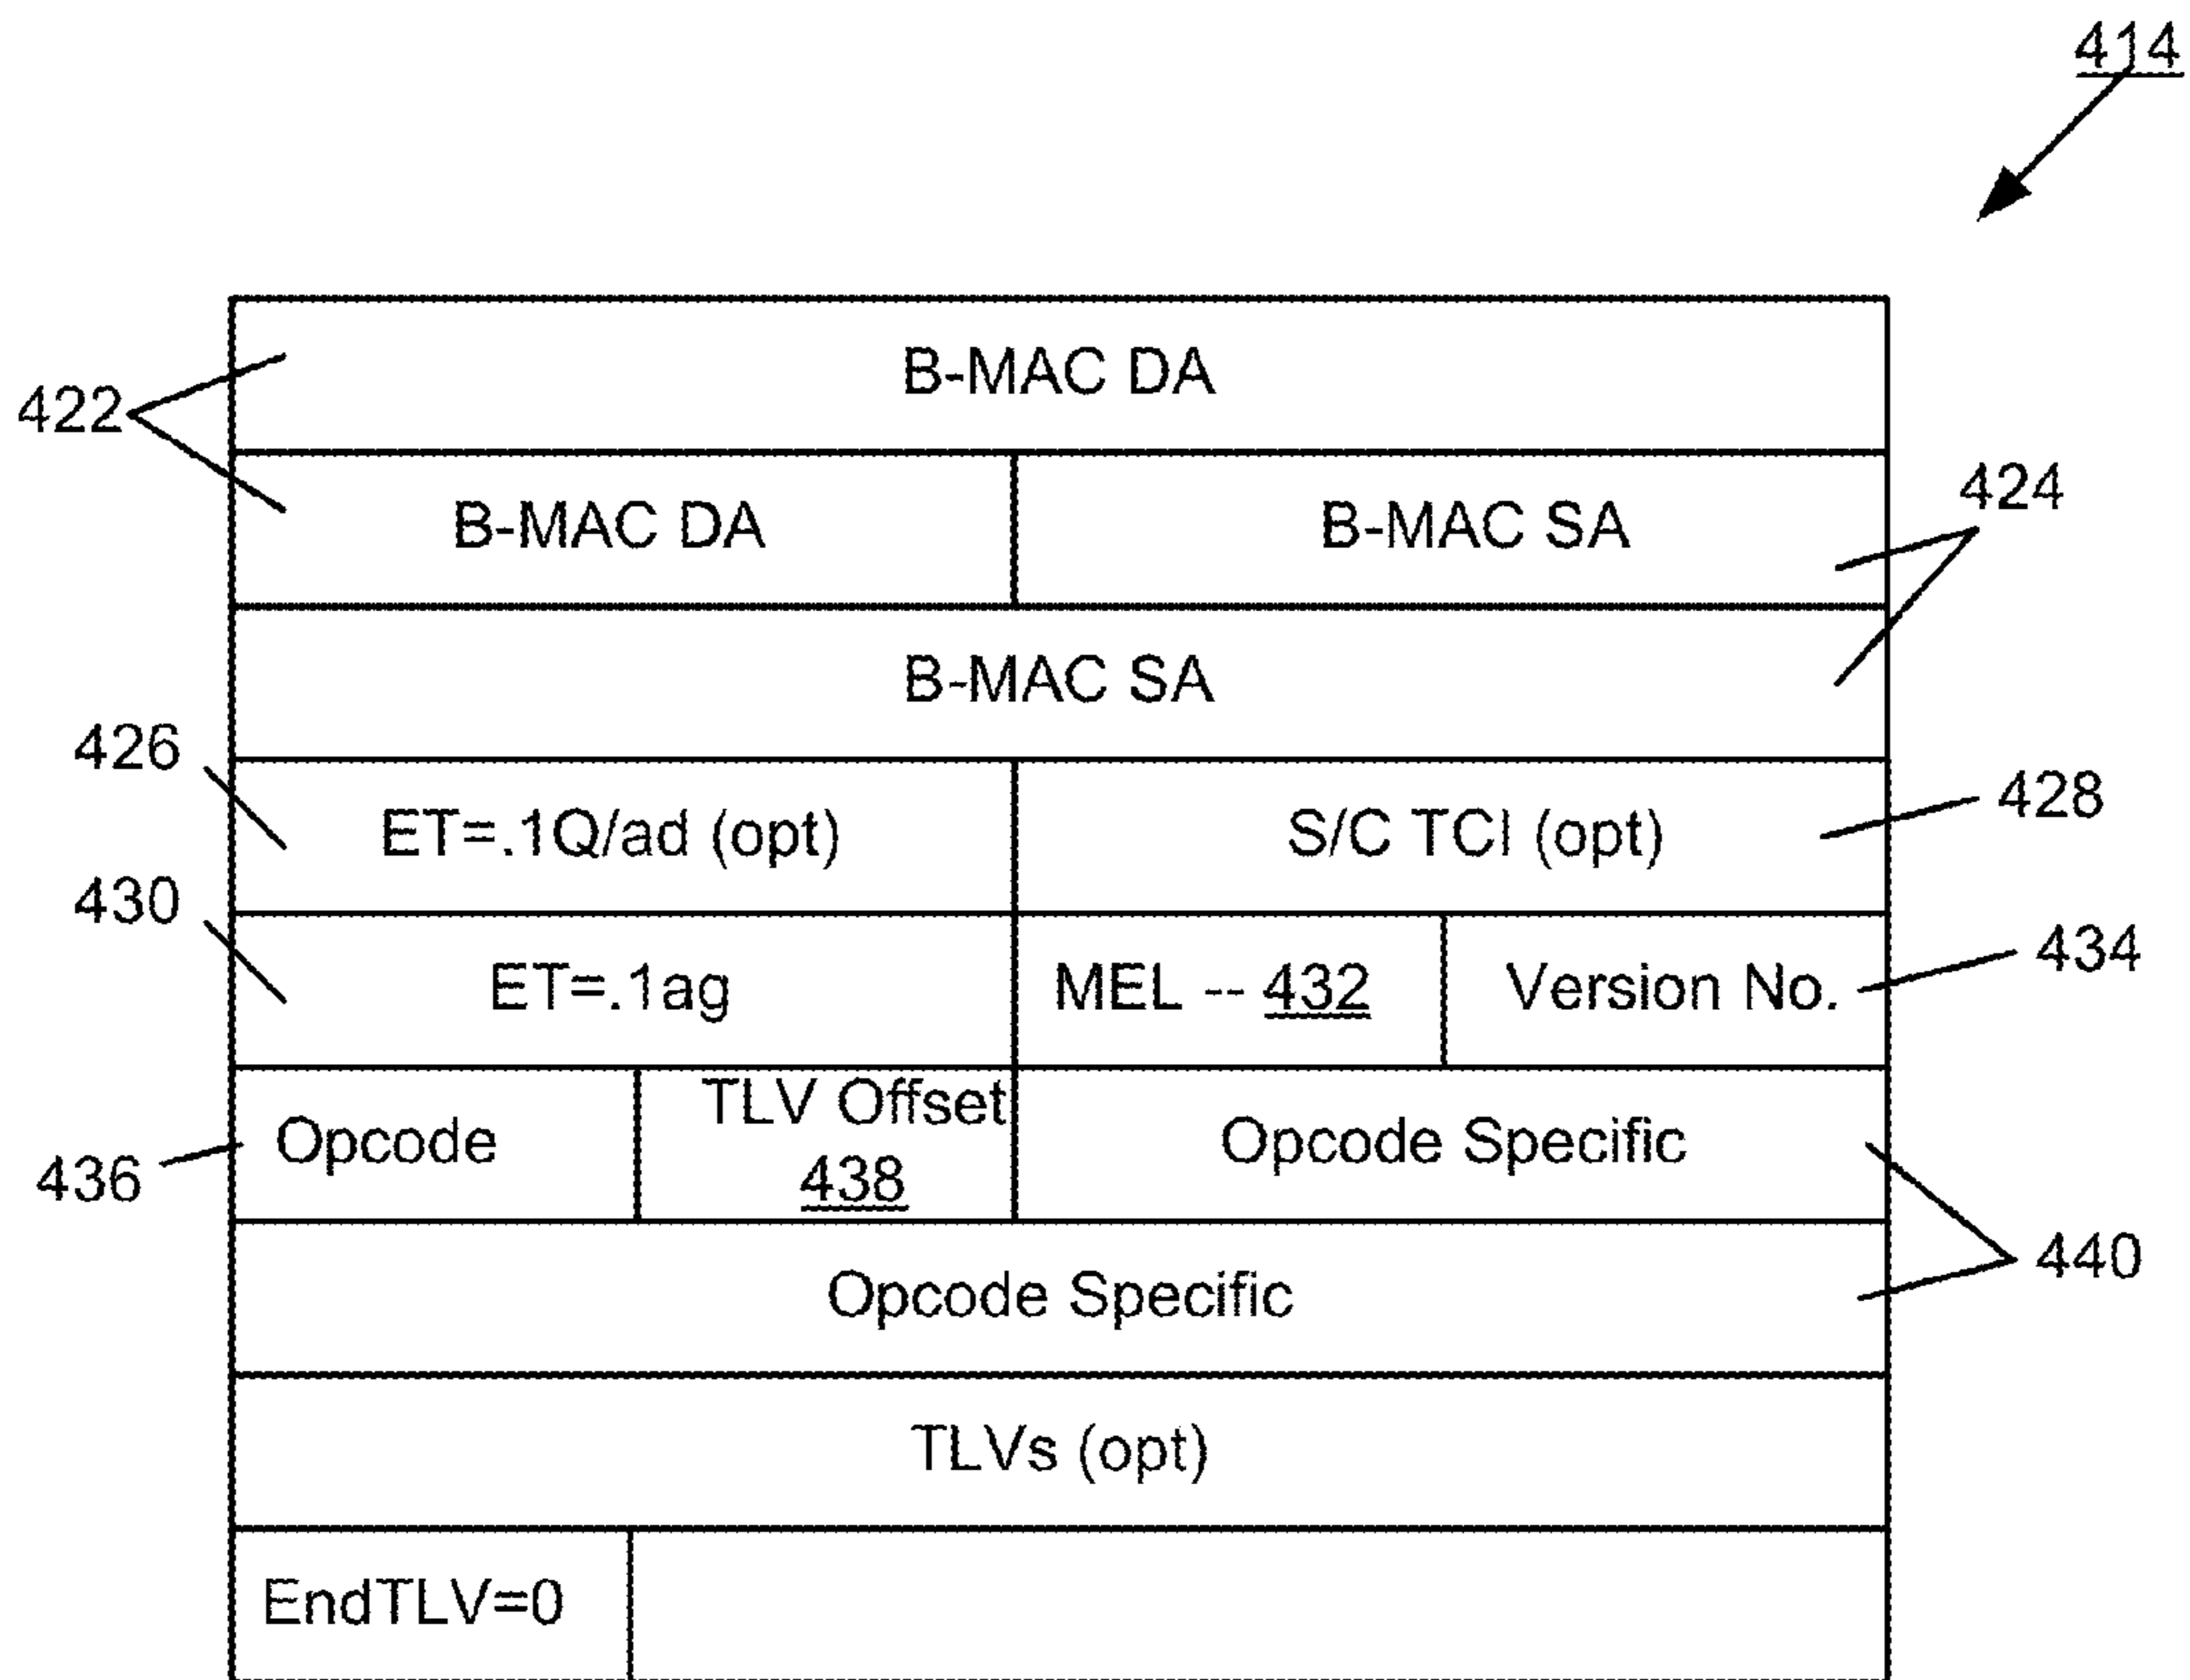 414
B-MAC DA
422
B-MAC DA B-MAC SA
424
B-MAC SA
426
ET=.1Q/ad (opt) S/C TCI (opt)
428
430
ET=.1ag MEL -- 432 Version No.
434
Opcode TLV Offset
438 Opcode Specific
436
Opcode Specific
440
TLVs (opt)
EndTLV=0